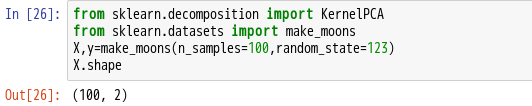 In [26]: from sklearn.decomposition import KernelPCA
from sklearn.datasets import make_moons
X,y=make_moons(n_samples=100,random_state=123)
X.shape
Out[26]: (100, 2)